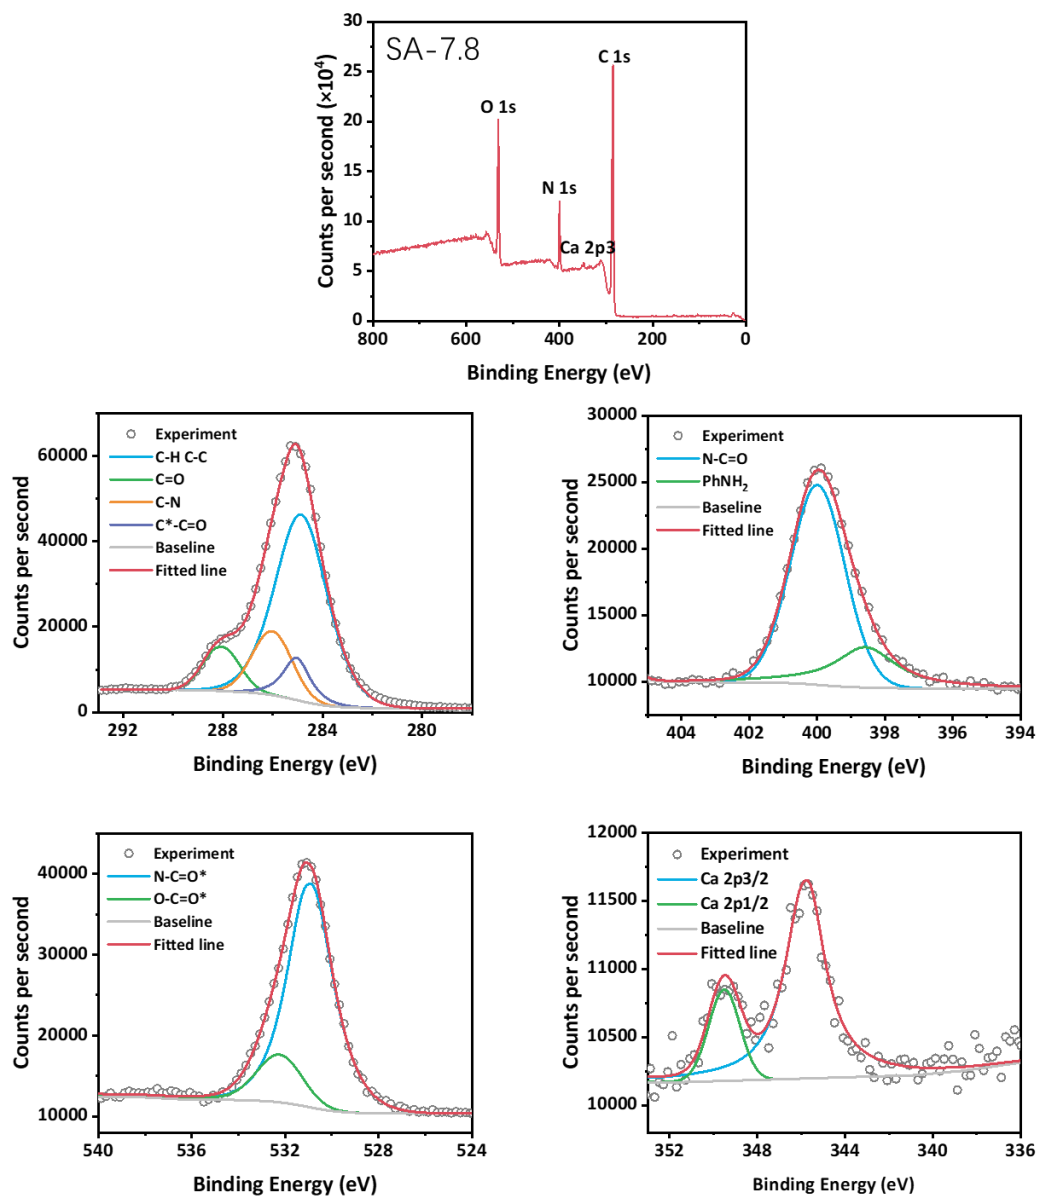 SA-7.8
30
25
20
15
10
5
0
Counts per second (×10⁴)
O 1s
N 1s
Ca 2p3
C 1s
800 600 400 200 0
Binding Energy (eV)
60000
40000
20000
0
Counts per second
Experiment
C-H C-C
C=O
C-N
C*-C=O
Baseline
Fitted line
292 288 284 280
Binding Energy (eV)
30000
25000
20000
15000
10000
Counts per second
Experiment
N-C=O
PhNH₂
Baseline
Fitted line
404 402 400 398 396 394
Binding Energy (eV)
40000
30000
20000
10000
Counts per second
Experiment
N-C=O*
O-C=O*
Baseline
Fitted line
540 536 532 528 524
Binding Energy (eV)
12000
11500
11000
10500
10000
Counts per second
Experiment
Ca 2p3/2
Ca 2p1/2
Baseline
Fitted line
352 348 344 340 336
Binding Energy (eV)